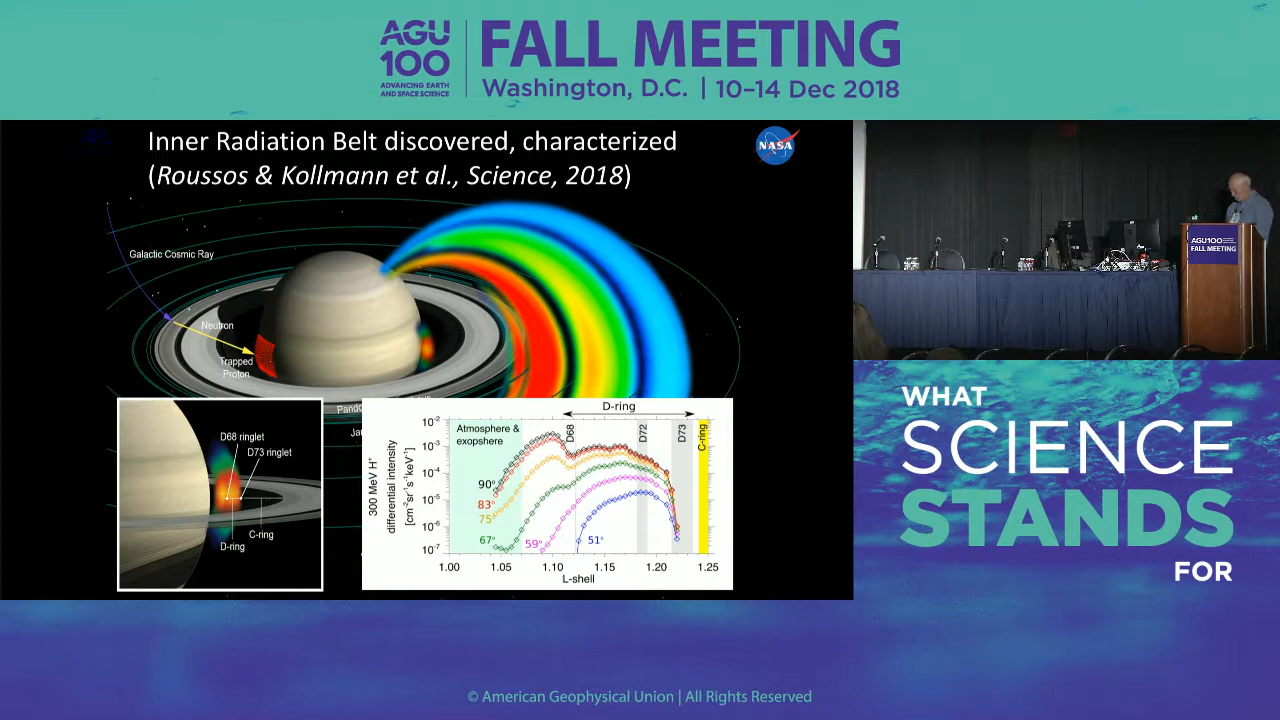 AGU
100
ADVANCING EARTH
AND SPACE SCIENCE
FALL MEETING
Washington, D.C. | 10–14 Dec 2018
Inner Radiation Belt discovered, characterized
(Roussos & Kollmann et al., Science, 2018)
NASA
Galactic Cosmic Ray
Neutron
Trapped
Proton
D68 ringlet
D73 ringlet
C-ring
D-ring
D-ring
Atmosphere &
exopshere
D68
D72
D73
C-ring
300 MeV H⁺
differential intensity
[cm⁻²sr⁻¹s⁻¹keV⁻¹]
10⁻²
10⁻³
10⁻⁴
10⁻⁵
10⁻⁶
10⁻⁷
90°
83°
75°
67°
59°
51°
1.00 1.05 1.10 1.15 1.20 1.25
L-shell
AGU100
FALL MEETING
WHAT
SCIENCE
STANDS
FOR
© American Geophysical Union | All Rights Reserved